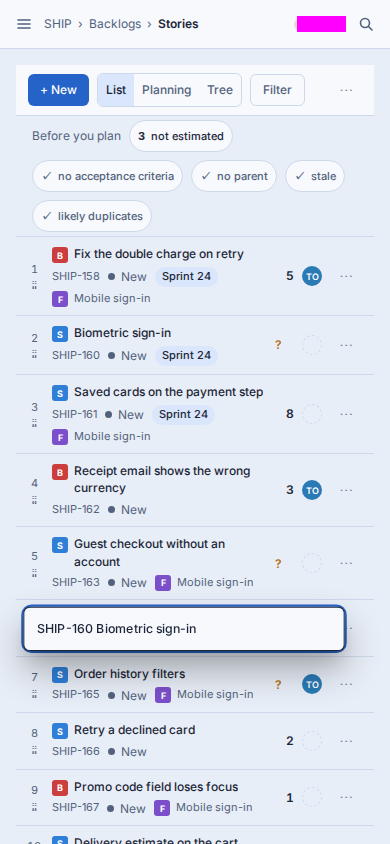 SHIP › Backlogs › Stories
+ New List Planning Tree Filter ...
Before you plan 3 not estimated
✓ no acceptance criteria ✓ no parent ✓ stale
✓ likely duplicates
1 B Fix the double charge on retry
SHIP-158 New Sprint 24 5 TO ...
F Mobile sign-in
2 S Biometric sign-in
SHIP-160 New Sprint 24 ? ...
3 S Saved cards on the payment step
SHIP-161 New Sprint 24 8 ...
F Mobile sign-in
4 B Receipt email shows the wrong
currency 3 TO ...
SHIP-162 New
5 S Guest checkout without an
account ? ...
SHIP-163 New F Mobile sign-in
SHIP-160 Biometric sign-in
7 S Order history filters ? TO ...
SHIP-165 New F Mobile sign-in
8 S Retry a declined card 2 ...
SHIP-166 New
9 B Promo code field loses focus 1 ...
SHIP-167 New F Mobile sign-in
10 S Delivery estimate on the cart